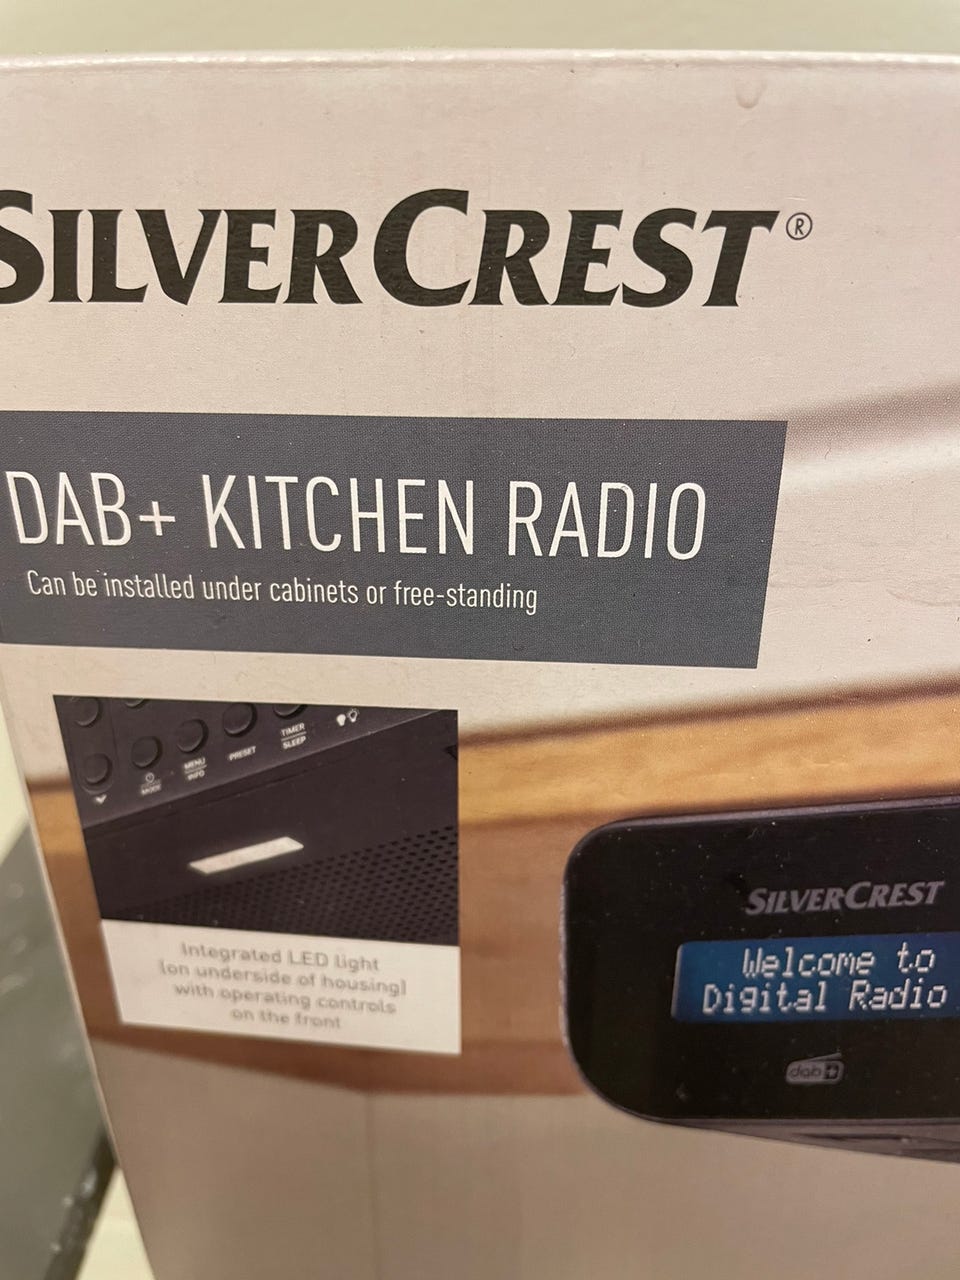 SILVERCREST®
DAB+ KITCHEN RADIO
Can be installed under cabinets or free-standing
TIMER
SLEEP
PRESET
MENU
INFO
MODE
Integrated LED light
(on underside of housing)
with operating controls
on the front
SILVERCREST
Welcome to
Digital Radio
dab+